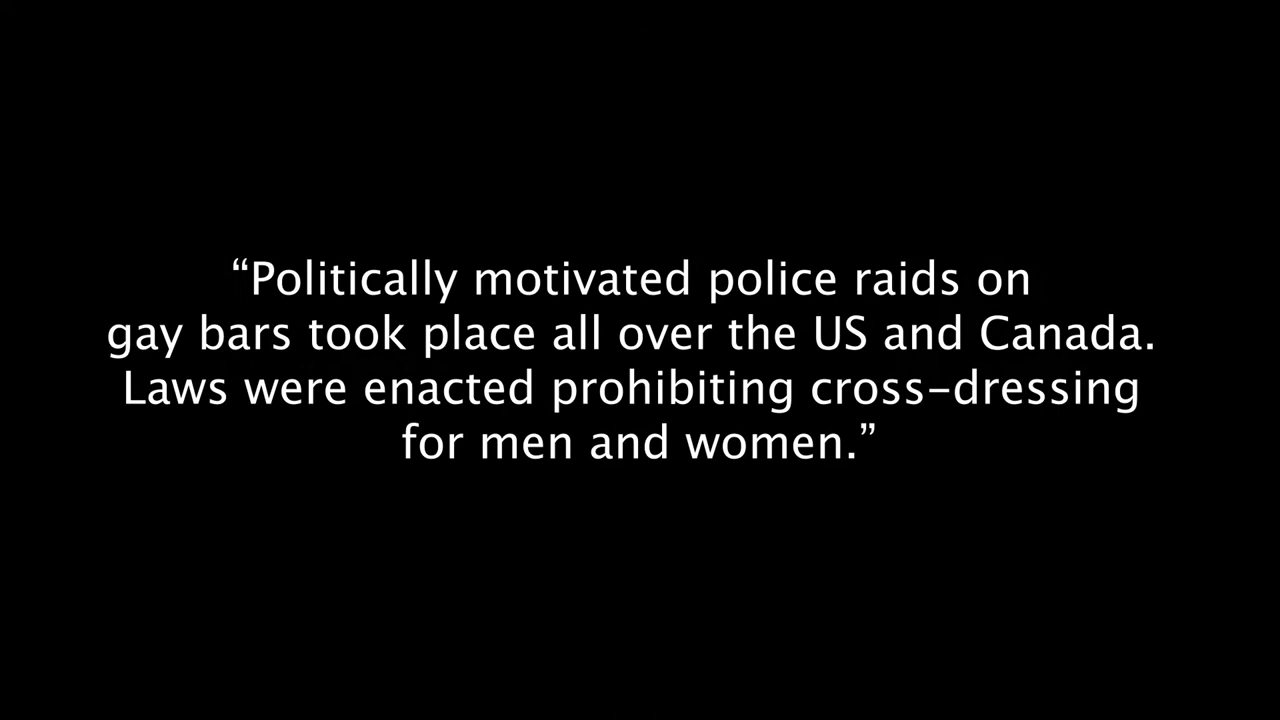 “Politically motivated police raids on
gay bars took place all over the US and Canada.
Laws were enacted prohibiting cross-dressing
for men and women.”